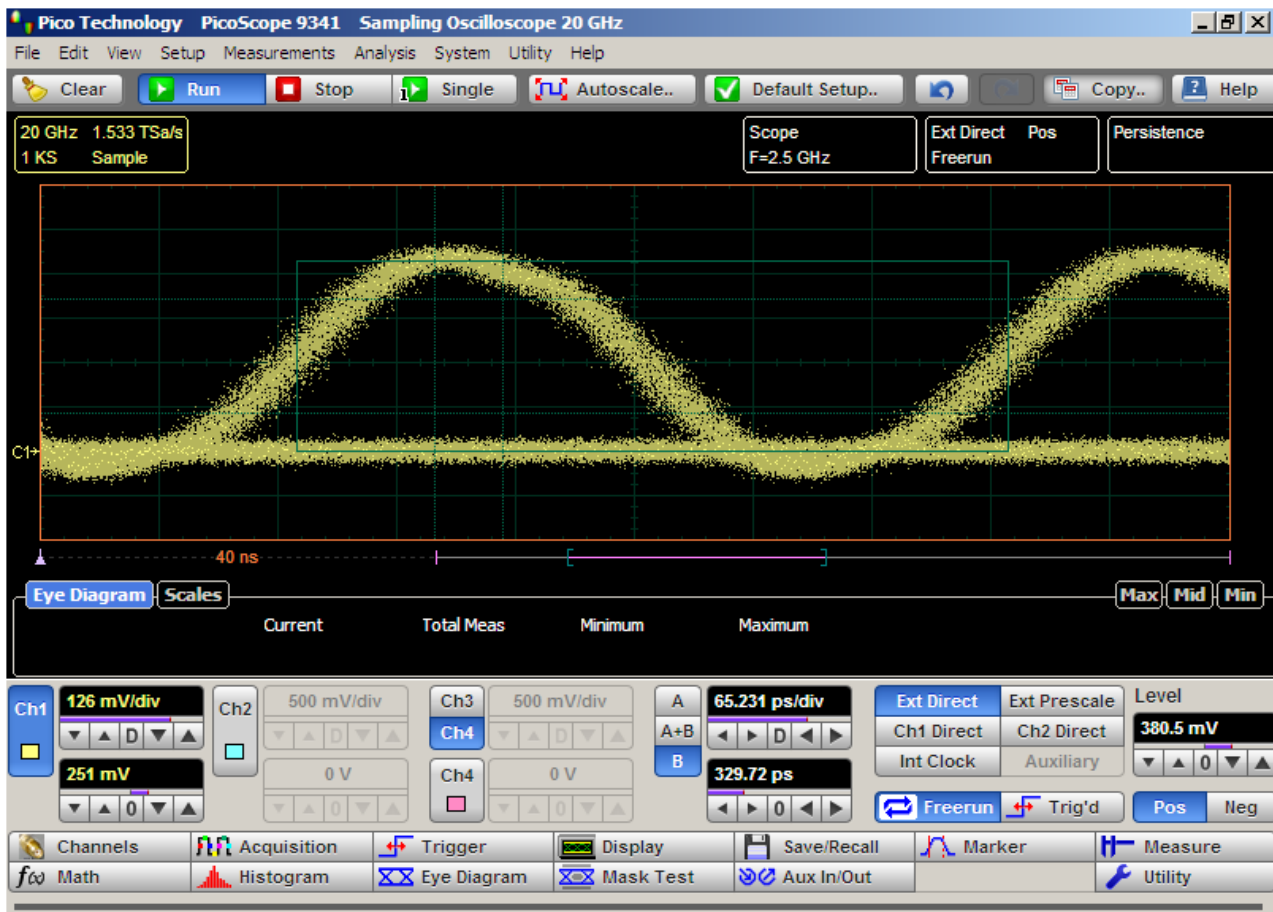 Pico Technology PicoScope 9341 Sampling Oscilloscope 20 GHz
File Edit View Setup Measurements Analysis System Utility Help
Clear Run Stop Single Autoscale.. Default Setup.. Copy.. Help
20 GHz 1.533 TSa/s
1 KS Sample
Scope
F=2.5 GHz
Ext Direct Pos
Freerun
Persistence
C1
40 ns
Eye Diagram Scales Max Mid Min
Current Total Meas Minimum Maximum
Ch1 126 mV/div Ch2 500 mV/div Ch3 500 mV/div A 65.231 ps/div Ext Direct Ext Prescale Level
D D Ch4 D A+B D Ch1 Direct Ch2 Direct 380.5 mV
251 mV 0 V Ch4 0 V B 329.72 ps Int Clock Auxiliary 0
0 0 0 0 Freerun Trig'd Pos Neg
Channels Acquisition Trigger Display Save/Recall Marker Measure
f(x) Math Histogram Eye Diagram Mask Test Aux In/Out Utility